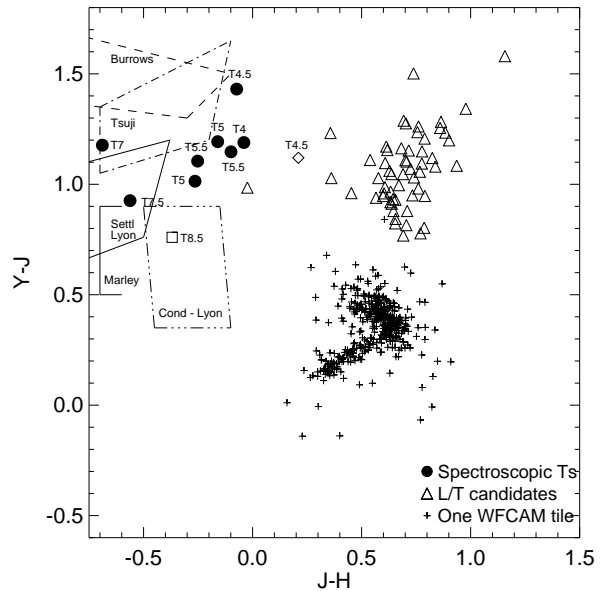 1.5
1.0
0.5
0.0
-0.5
Y-J
Burrows
T4.5
Tsuji
T7
T5
T4
T5.5
T5.5
T4.5
T5
T7.5
Settl
Lyon
T8.5
Marley
Cond - Lyon
Spectroscopic Ts
L/T candidates
One WFCAM tile
-0.5
0.0
0.5
1.0
1.5
J-H